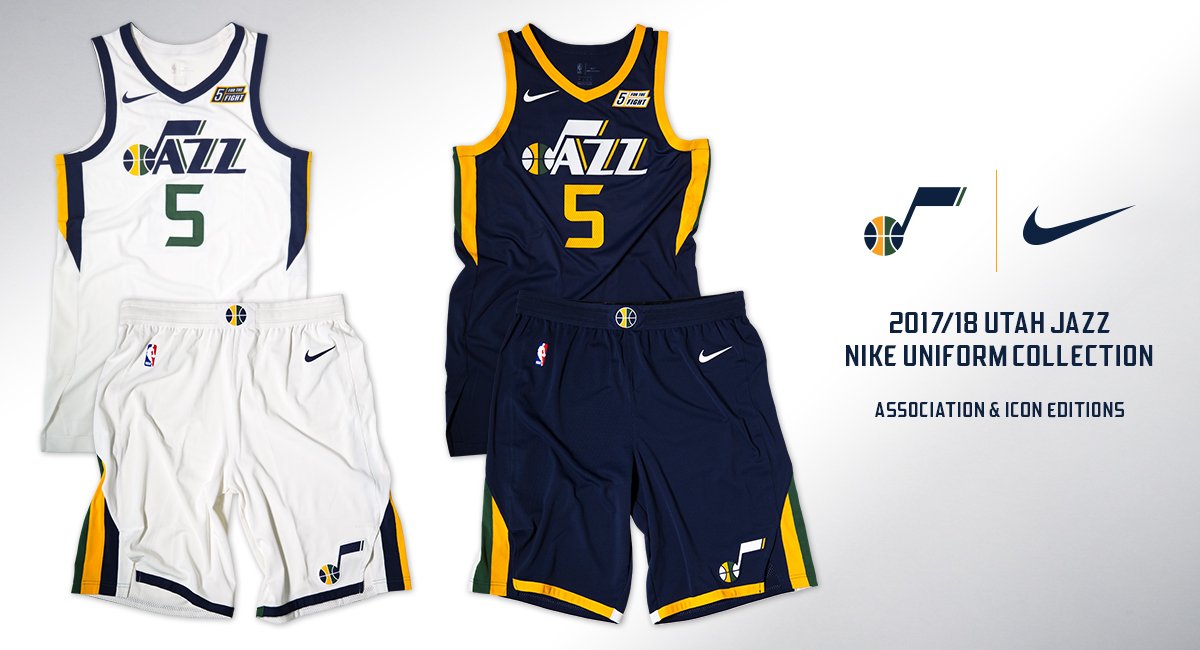 5 FOR THE
FIGHT
JAZZ
5
5 FOR THE
FIGHT
JAZZ
5
2017/18 UTAH JAZZ
NIKE UNIFORM COLLECTION
ASSOCIATION & ICON EDITIONS